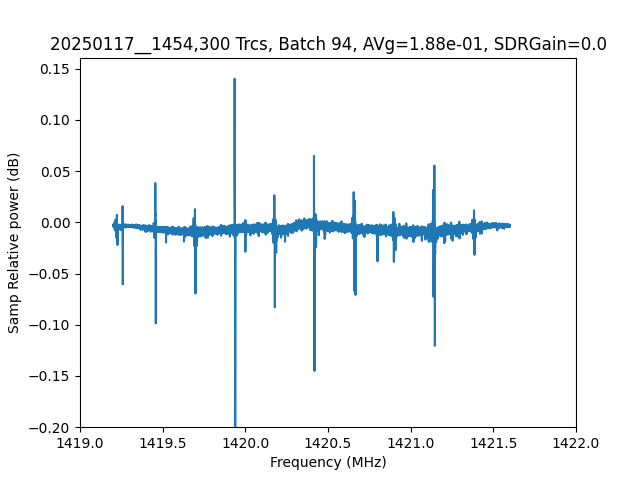 20250117__1454,300 Trcs, Batch 94, AVg=1.88e-01, SDRGain=0.0
0.15
0.10
0.05
0.00
−0.05
−0.10
−0.15
−0.20
Samp Relative power (dB)
1419.0 1419.5 1420.0 1420.5 1421.0 1421.5 1422.0
Frequency (MHz)